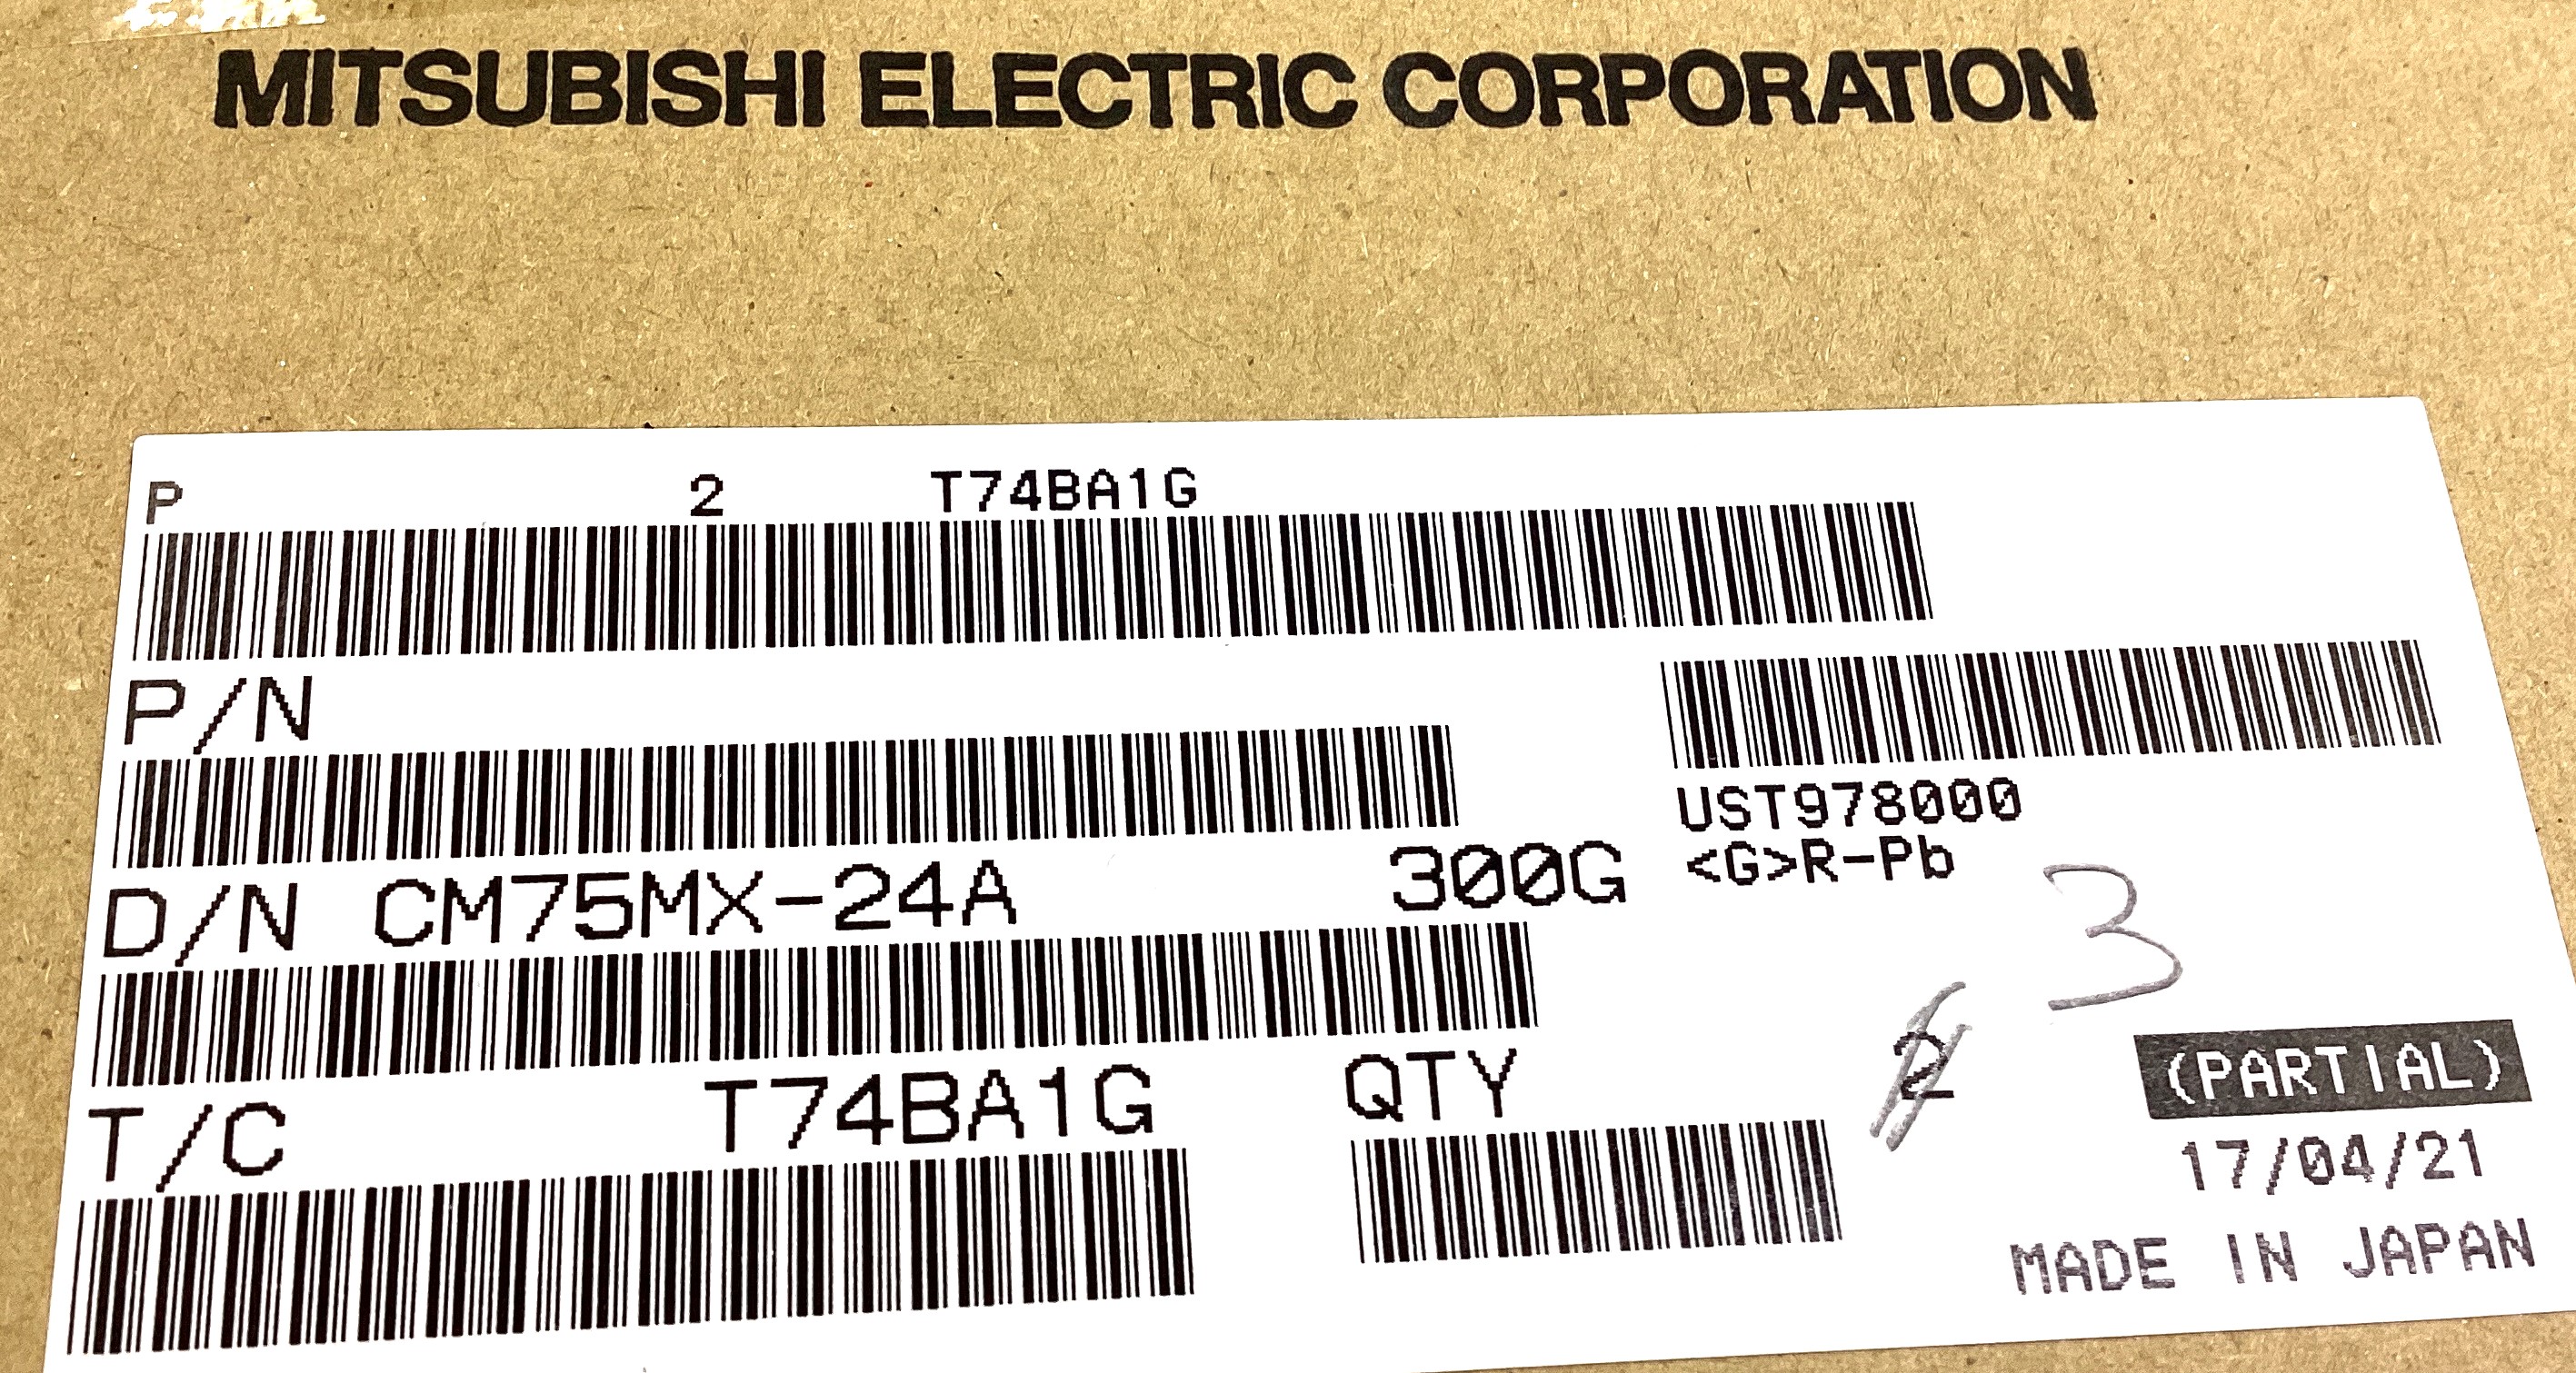 MITSUBISHI ELECTRIC CORPORATION
P 2 T74BA1G
P/N
UST978000
<G>R-Pb
D/N CM75MX-24A 300G
3
T/C T74BA1G QTY 2 (PARTIAL)
17/04/21
MADE IN JAPAN